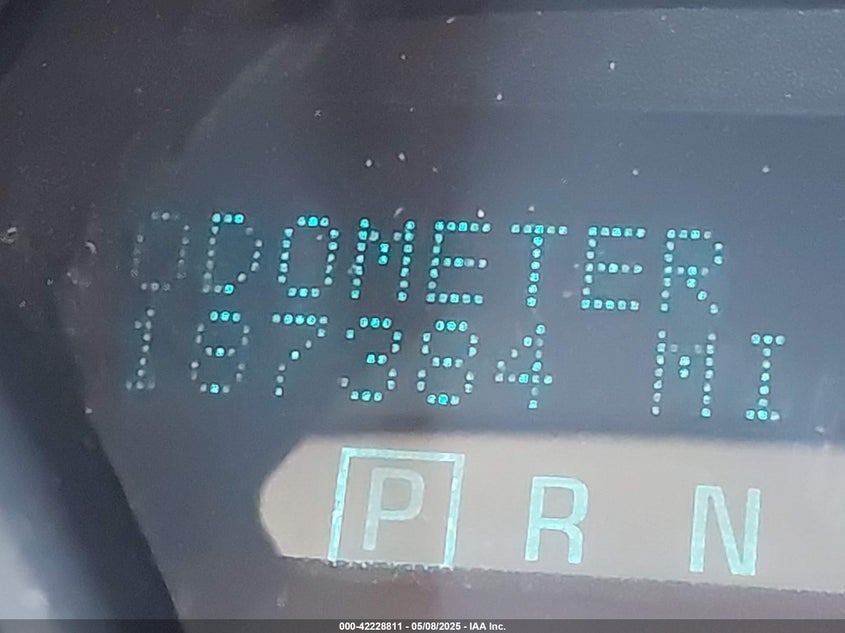 ODOMETER
187384 MI
P R N
000-42228811 - 05/08/2025 - IAA Inc.